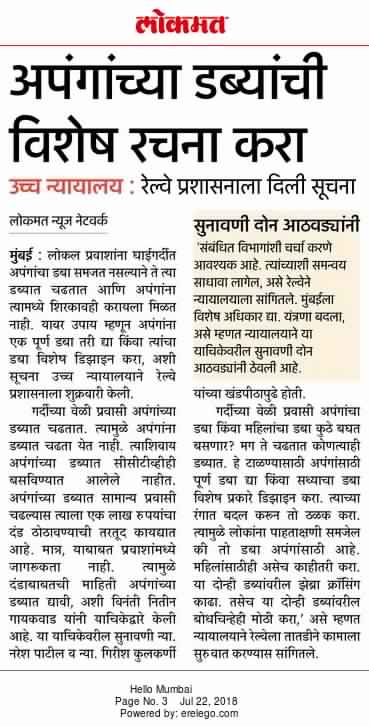 लोकमत
अपंगांच्या डब्यांची
विशेष रचना करा
उच्च न्यायालय : रेल्वे प्रशासनाला दिली सूचना
लोकमत न्यूज नेटवर्क
मुंबई : लोकल प्रवाशांना घाईगर्दीत
अपंगांचा डबा समजत नसल्याने ते त्या
डब्यात चढतात आणि अपंगांना
त्यामध्ये शिरकावही करायला मिळत
नाही. यावर उपाय म्हणून अपंगांना
एक पूर्ण डबा तरी द्या किंवा त्यांचा
डबा विशेष डिझाइन करा, अशी
सूचना उच्च न्यायालयाने रेल्वे
प्रशासनाला शुक्रवारी केली.
गर्दीच्या वेळी प्रवासी अपंगांच्या
डब्यात चढतात. त्यामुळे अपंगांना
डब्यात चढता येत नाही. त्याशिवाय
अपंगांच्या डब्यात सीसीटीव्हीही
बसविण्यात आलेले नाहीत.
अपंगांच्या डब्यात सामान्य प्रवासी
चढल्यास त्याला एक लाख रुपयांचा
दंड ठोठावण्याची तरतूद कायद्यात
आहे. मात्र, याबाबत प्रवाशांमध्ये
जागरूकता नाही. त्यामुळे
दंडाबाबतची माहिती अपंगांच्या
डब्यात द्यावी, अशी विनंती नितीन
गायकवाड यांनी याचिकेद्वारे केली
आहे. या याचिकेवरील सुनावणी न्या.
नरेश पाटील व न्या. गिरीश कुलकर्णी
सुनावणी दोन आठवड्यांनी
'संबंधित विभागांशी चर्चा करणे
आवश्यक आहे. त्यांच्याशी समन्वय
साधावा लागेल, असे रेल्वेने
न्यायालयाला सांगितले. मुंबईला
विशेष अधिकार द्या. यंत्रणा बदला,
असे म्हणत न्यायालयाने या
याचिकेवरील सुनावणी दोन
आठवड्यांनी ठेवली आहे.
यांच्या खंडपीठापुढे होती.
गर्दीच्या वेळी प्रवासी अपंगांचा
डबा किंवा महिलांचा डबा कुठे बघत
बसणार? मग ते चढतात कोणत्याही
डब्यात. हे टाळण्यासाठी अपंगांसाठी
पूर्ण डबा द्या किंवा सध्याचा डबा
विशेष प्रकारे डिझाइन करा. त्याच्या
रंगात बदल करून तो ठळक करा.
त्यामुळे लोकांना पाहताक्षणी समजेल
की तो डबा अपंगांसाठी आहे.
महिलांसाठीही असेच काहीतरी करा.
या दोन्ही डब्यांवरील झेब्रा क्रॉसिंग
काढा. तसेच या दोन्ही डब्यांवरील
बोधचिन्हेही मोठी करा,' असे म्हणत
न्यायालयाने रेल्वेला तातडीने कामाला
सुरुवात करण्यास सांगितले.
Hello Mumbai
Page No. 3 Jul 22, 2018
Powered by: erelego.com